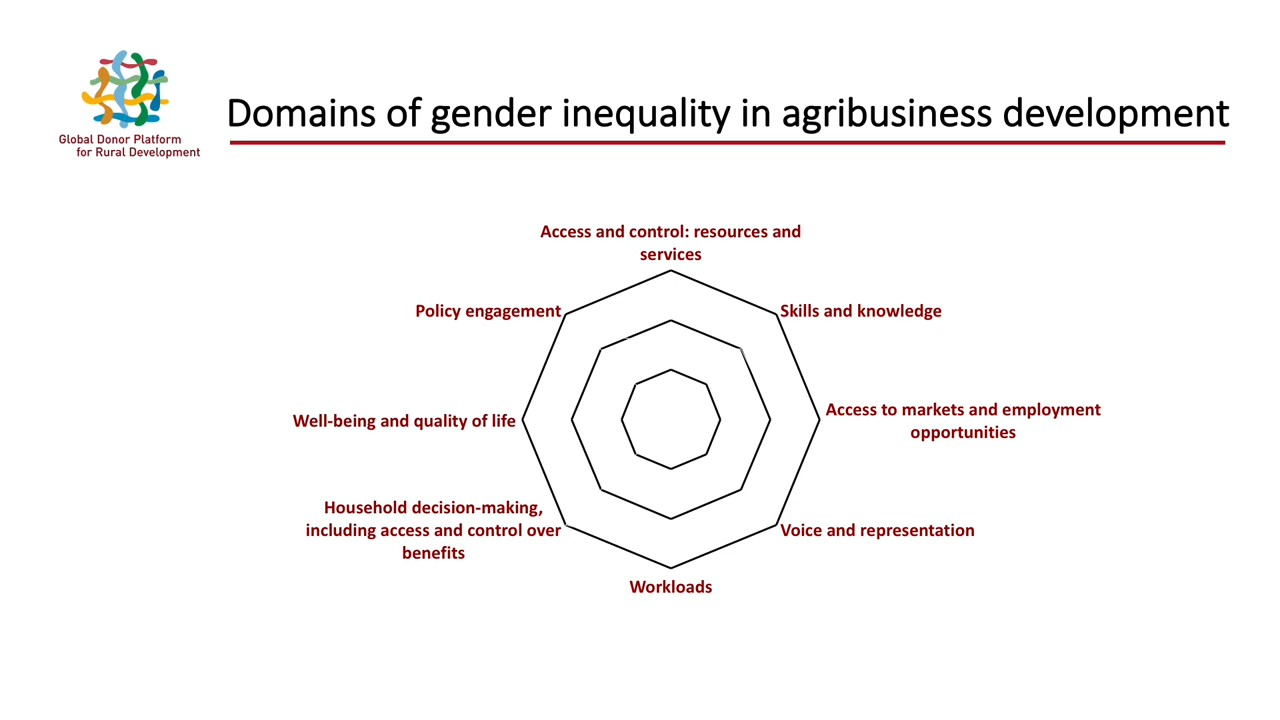 Global Donor Platform
for Rural Development
Domains of gender inequality in agribusiness development
Access and control: resources and
services
Skills and knowledge
Access to markets and employment
opportunities
Voice and representation
Workloads
Household decision-making,
including access and control over
benefits
Well-being and quality of life
Policy engagement